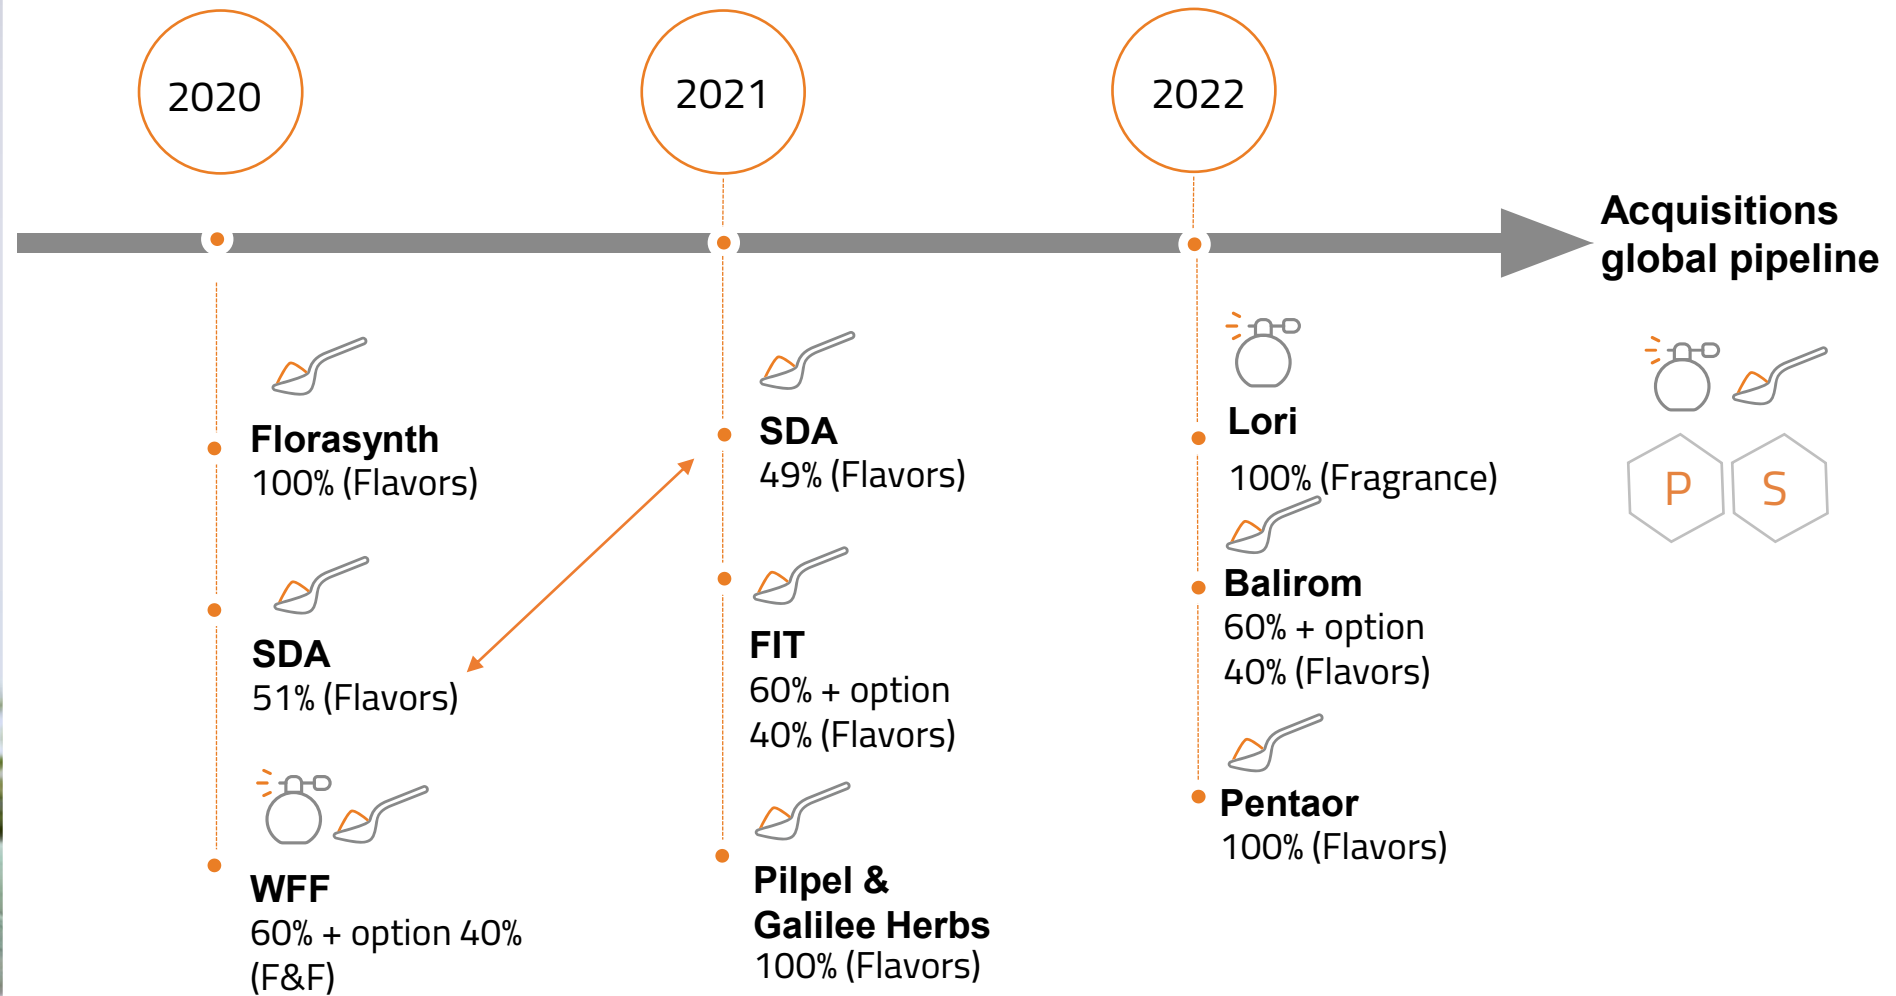 2020
2021
2022
Acquisitions
global pipeline
Florasynth
100% (Flavors)
SDA
51% (Flavors)
WFF
60% + option 40%
(F&F)
SDA
49% (Flavors)
FIT
60% + option
40% (Flavors)
Pilpel &
Galilee Herbs
100% (Flavors)
Lori
100% (Fragrance)
Balirom
60% + option
40% (Flavors)
Pentaor
100% (Flavors)
P S